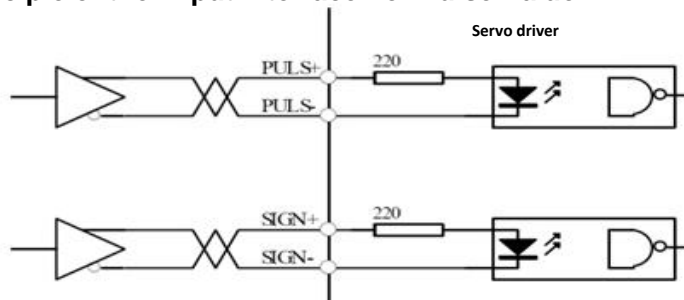 Servo driver
220
PULS+
PULS-
220
SIGN+
SIGN-